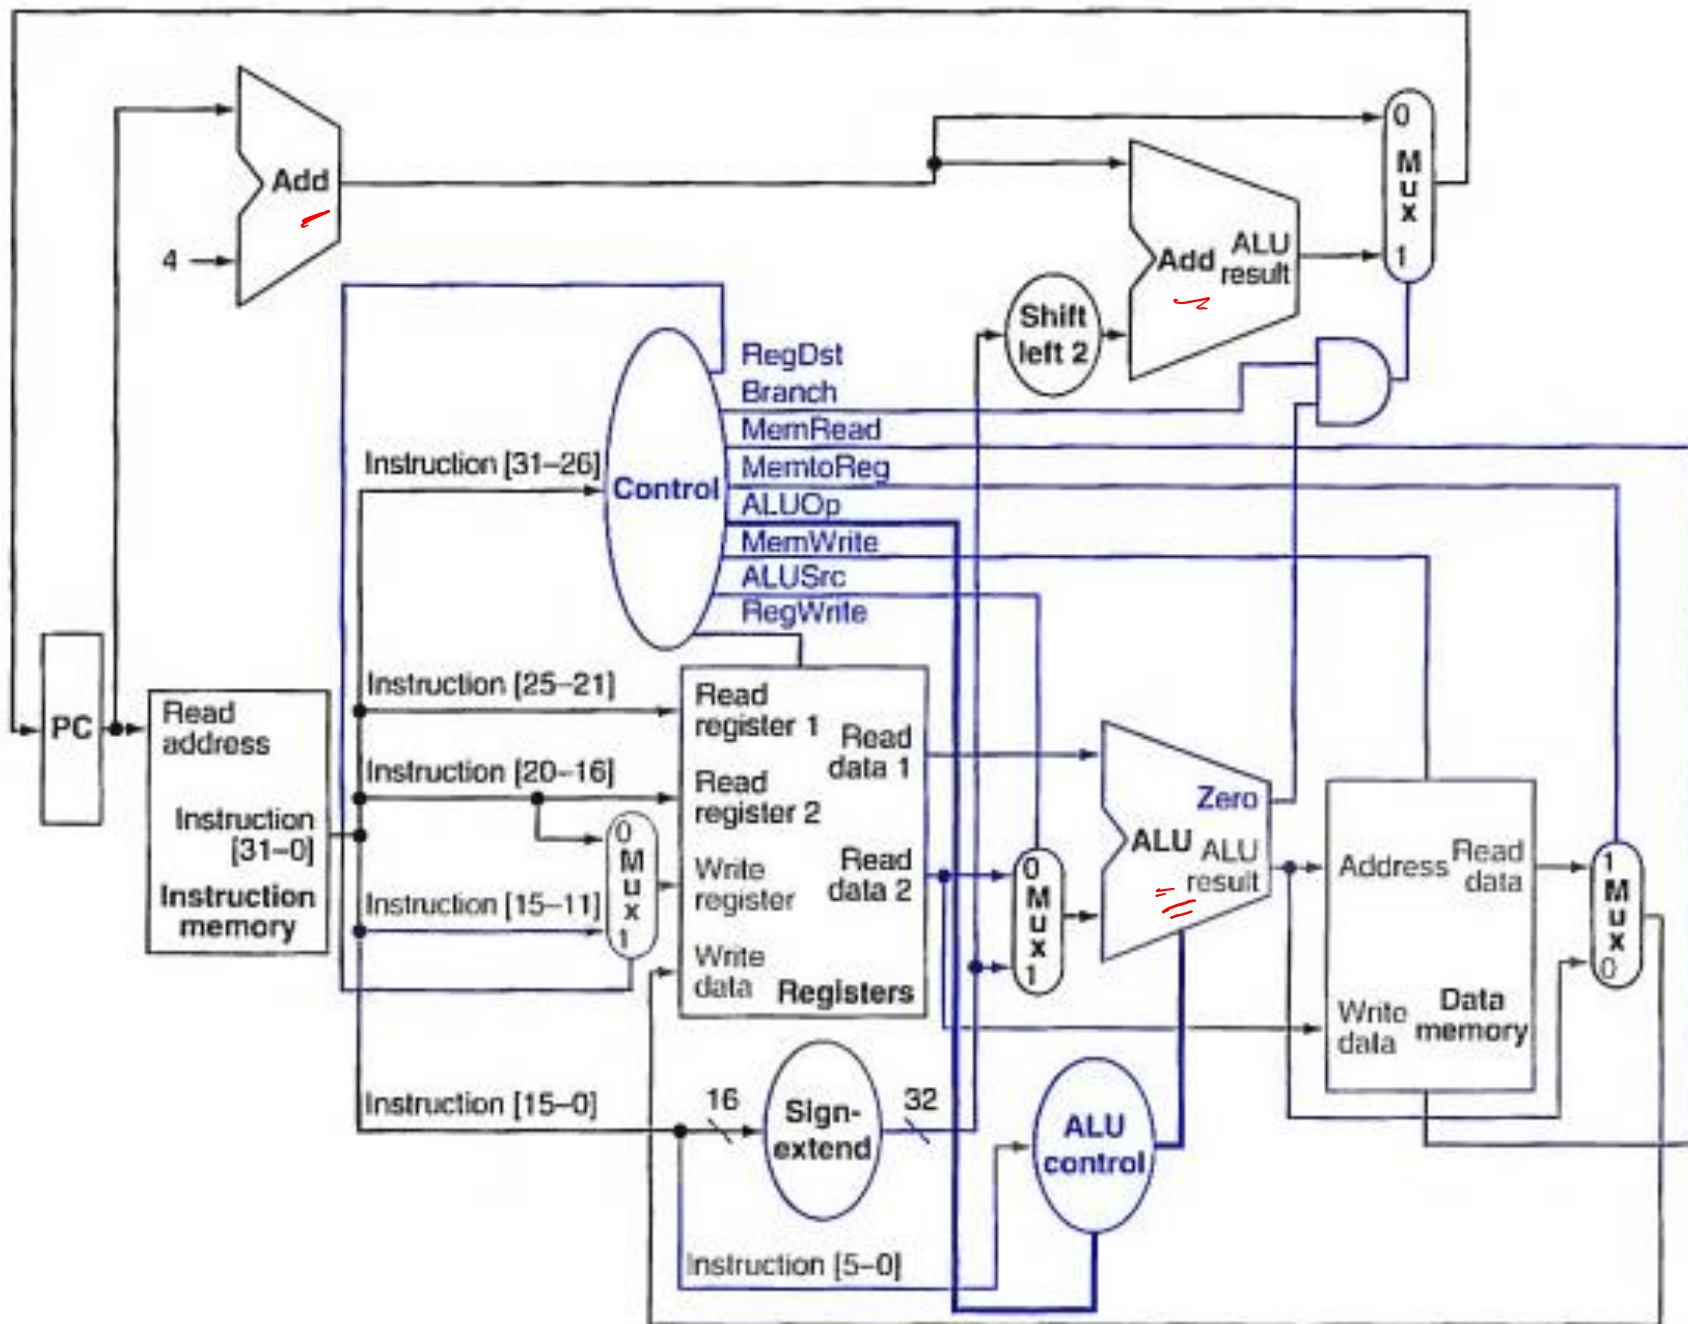 0
M
u
x
1
Add
4
Add ALU
result
Shift
left 2
RegDst
Branch
MemRead
MemtoReg
ALUOp
MemWrite
ALUSrc
RegWrite
Instruction [31–26]
Control
Instruction [25–21]
PC
Read
address
Instruction
[31–0]
Instruction
memory
Instruction [20–16]
0
M
u
x
1
Instruction [15–11]
Read
register 1
Read
register 2
Write
register
Write
data
Read
data 1
Read
data 2
Registers
0
M
u
x
1
Zero
ALU ALU
result
Address
Read
data
Write
data
Data
memory
1
M
u
x
0
Instruction [15–0]
16
Sign-
extend
32
ALU
control
Instruction [5–0]